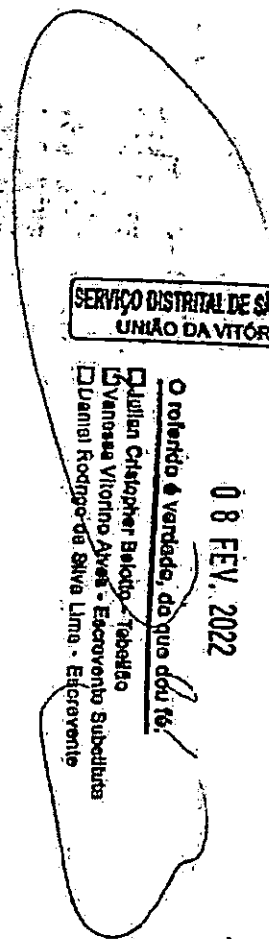 SERVIÇO DISTRITAL DE S
UNIÃO DA VITÓR
08 FEV. 2022
O referido é verdade, do que dou fé.
Julian Cristopher Belotto - Tabelião
Vanessa Vitorino Alves - Escrevente Substituta
Daniel Rodrigo da Silva Lima - Escrevente